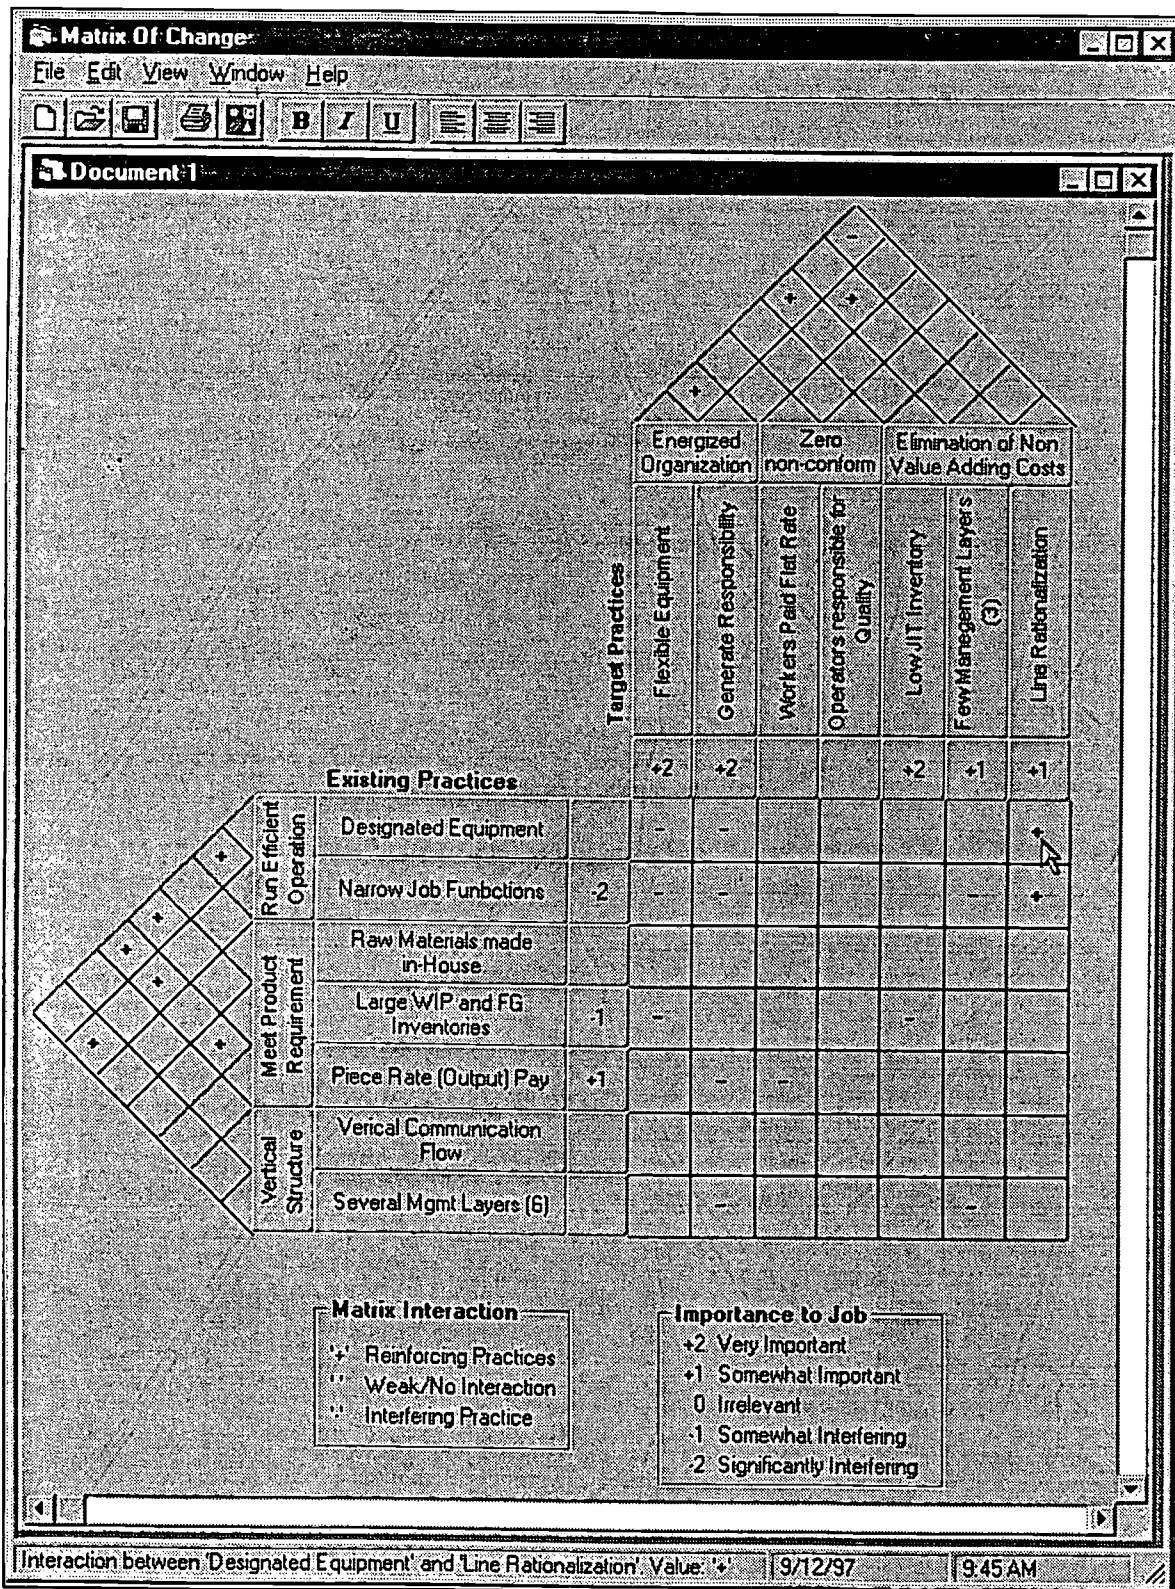 Matrix Of Change
File Edit View Window Help
B I U
Document 1
-
+ +
+
Energized Organization
Zero non-conform
Elimination of Non Value Adding Costs
Target Practices
Flexible Equipment
Generate Responsibility
Workers Paid Flat Rate
Operators responsible for Quality
Low JIT Inventory
Few Manegement Layers (3)
Line Rationalization
+2 +2 +2 +1 +1
Existing Practices
Run Efficient Operation
Designated Equipment - - +
Narrow Job Funbctions -2 - - - +
Meet Product Requirement
Raw Materials made in-House
Large WIP and FG Inventories -1 - -
Piece Rate (Output) Pay +1 - -
Vertical Structure
Verical Communication Flow
Several Mgmt Layers (6) - -
+
+
+
+
+ +
Matrix Interaction
'+' Reinforcing Practices
' ' Weak/No Interaction
'-' Interfering Practice
Importance to Job
+2 Very Important
+1 Somewhat Important
0 Irrelevant
-1 Somewhat Interfering
-2 Significantly Interfering
Interaction between 'Designated Equipment' and 'Line Rationalization'. Value: '+'
9/12/97
9:45 AM